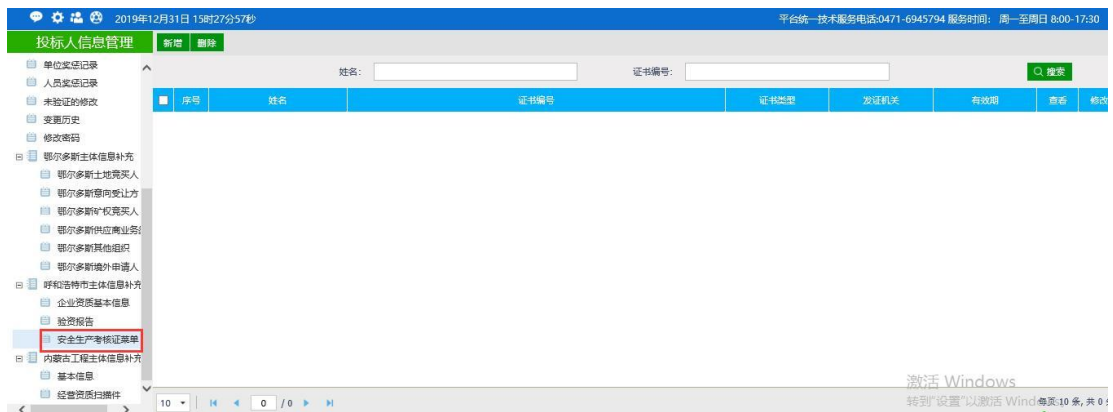 2019年12月31日 15时27分57秒 平台统一技术服务电话:0471-6945794 服务时间: 周一至周日 8:00-17:30
投标人信息管理 新增 删除
单位奖惩记录
人员奖惩记录
姓名: 证书编号: 搜索
未验证的修改
序号 姓名 证书编号 证书类型 发证机关 有效期 查看 修改
变更历史
修改密码
鄂尔多斯主体信息补充
鄂尔多斯土地竞买人
鄂尔多斯意向受让方
鄂尔多斯矿权竞买人
鄂尔多斯供应商业务
鄂尔多斯其他组织
鄂尔多斯境外申请人
呼和浩特市主体信息补充
企业资质基本信息
验资报告
安全生产考核证菜单
内蒙古工程主体信息补充
基本信息
经营资质扫描件
激活 Windows
转到"设置"以激活 Windows
10 0 / 0 每页 10 条, 共 0